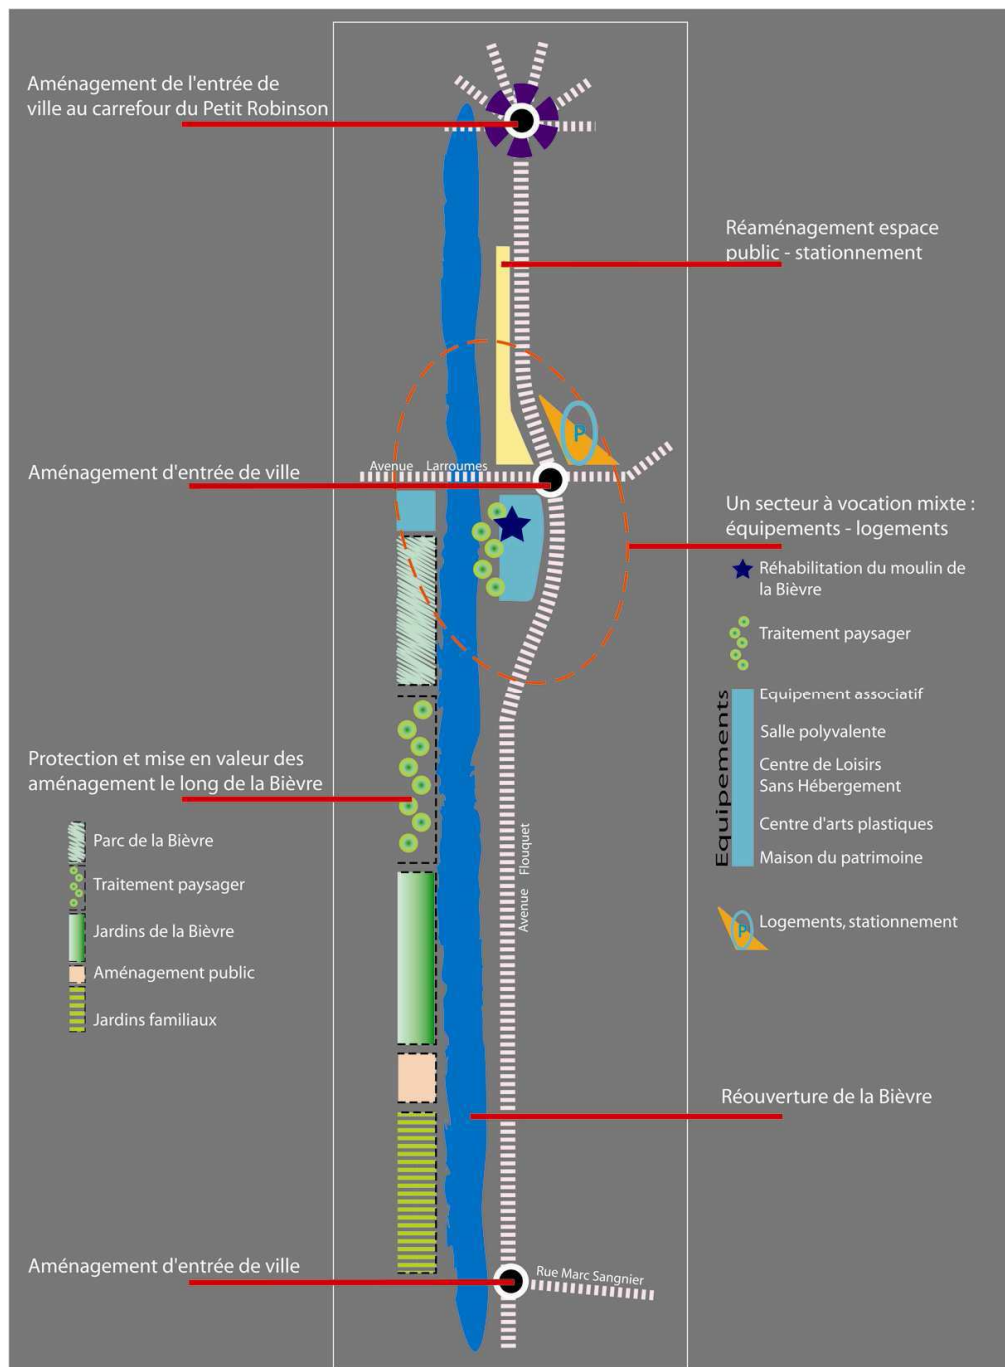 Aménagement de l'entrée de
ville au carrefour du Petit Robinson
Réaménagement espace
public - stationnement
P
Avenue Larroumes
Aménagement d'entrée de ville
Un secteur à vocation mixte :
équipements - logements
Réhabilitation du moulin de
la Bièvre
Traitement paysager
Equipements
Equipement associatif
Salle polyvalente
Centre de Loisirs
Sans Hébergement
Centre d'arts plastiques
Maison du patrimoine
P
Logements, stationnement
Protection et mise en valeur des
aménagement le long de la Bièvre
Parc de la Bièvre
Traitement paysager
Jardins de la Bièvre
Aménagement public
Jardins familiaux
Avenue Flouquet
Réouverture de la Bièvre
Aménagement d'entrée de ville
Rue Marc Sangnier